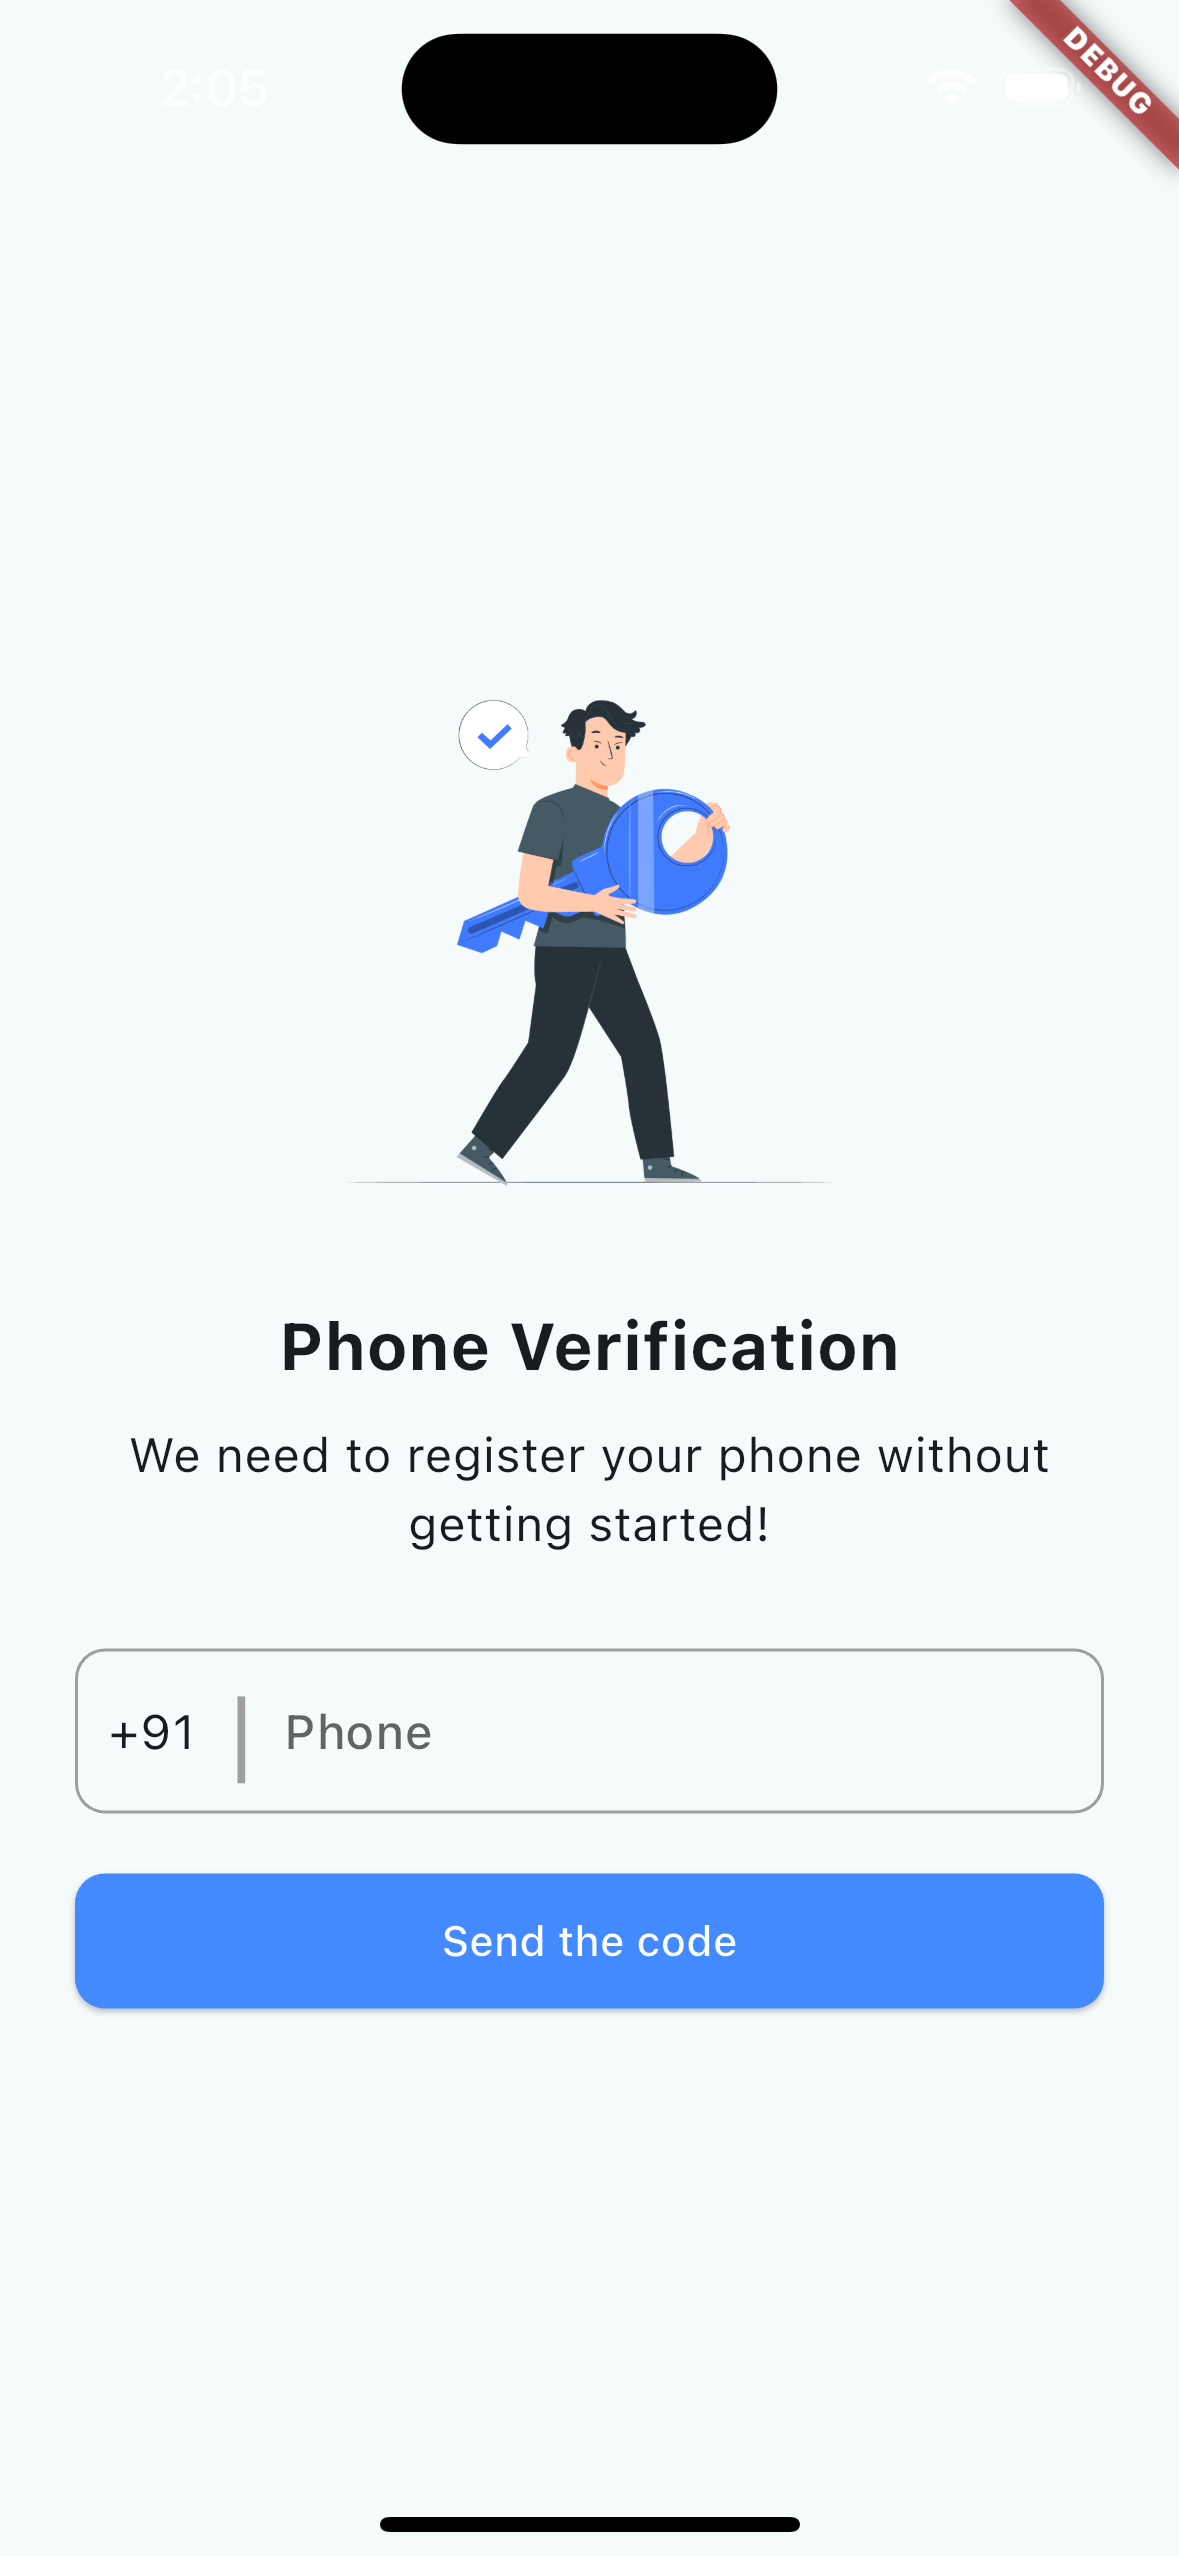 2:05
DEBUG
Phone Verification
We need to register your phone without
getting started!
+91 | Phone
Send the code